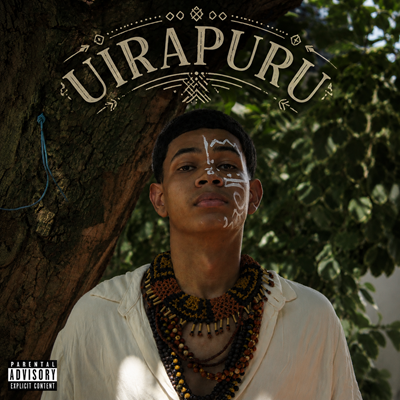 UIRAPURU
PARENTAL
ADVISORY
EXPLICIT CONTENT